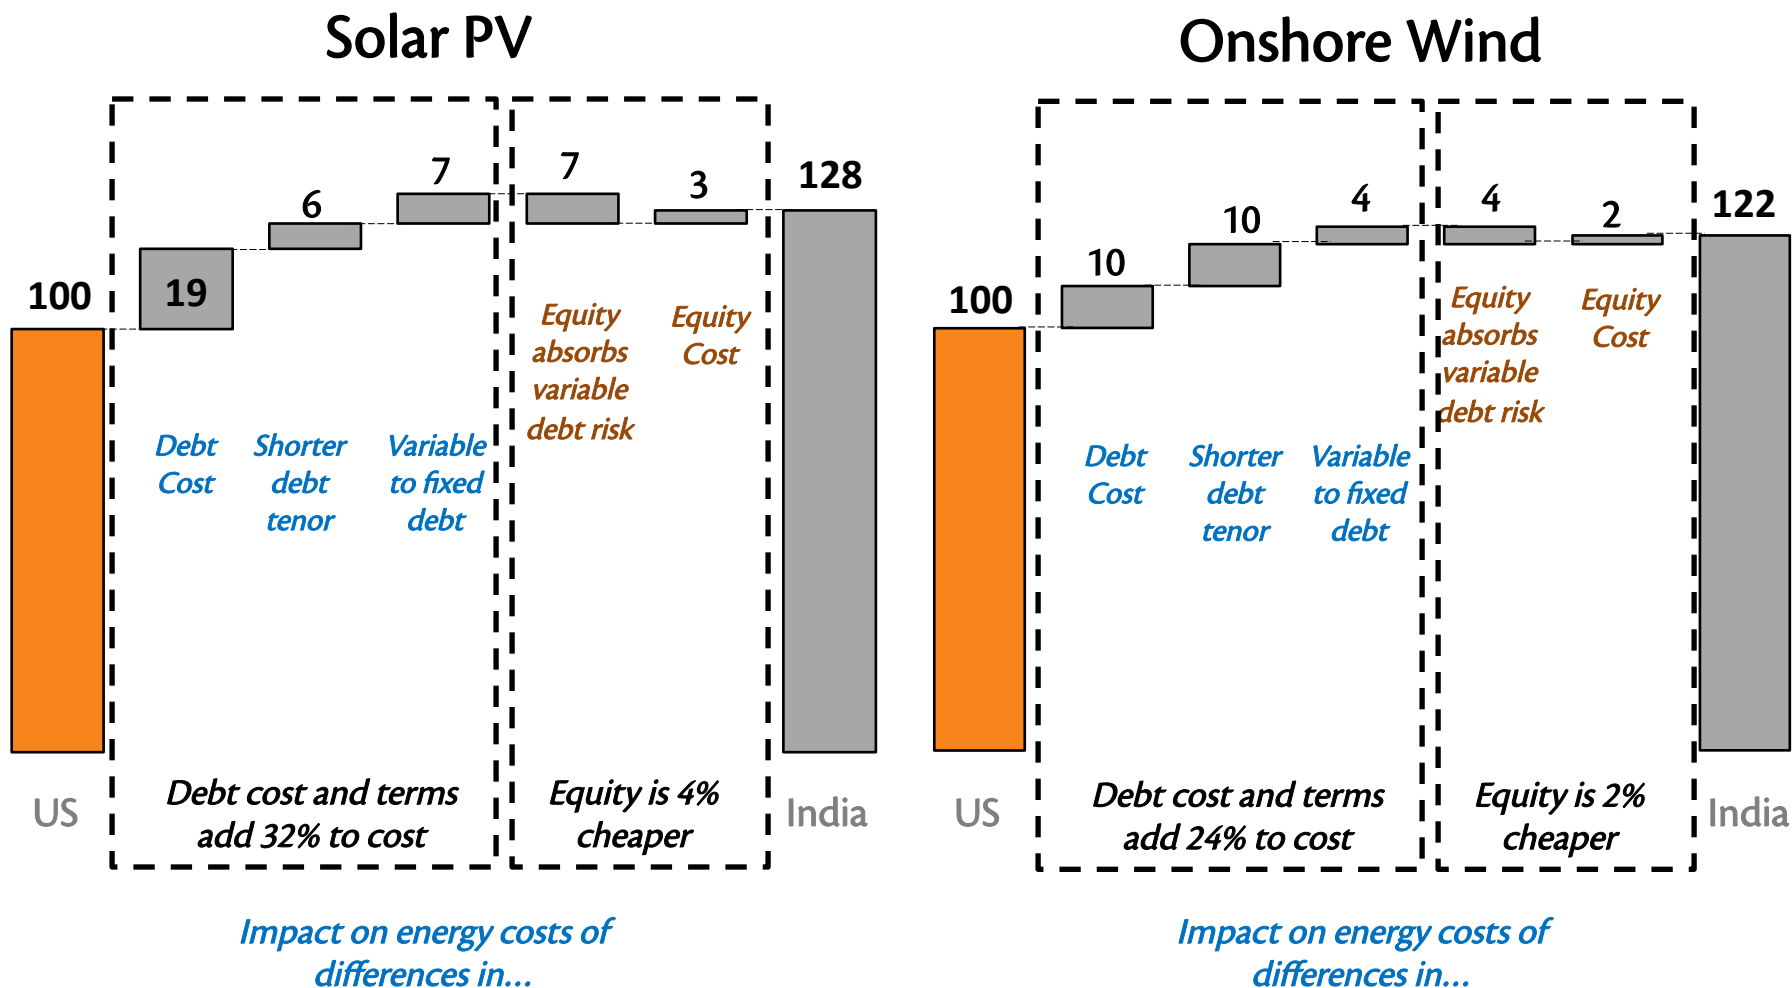 Solar PV
100
19
6
7
7
3
128
Debt
Cost
Shorter
debt
tenor
Variable
to fixed
debt
Equity
absorbs
variable
debt risk
Equity
Cost
US
Debt cost and terms
add 32% to cost
Equity is 4%
cheaper
India
Impact on energy costs of
differences in...
Onshore Wind
100
10
10
4
4
2
122
Debt
Cost
Shorter
debt
tenor
Variable
to fixed
debt
Equity
absorbs
variable
debt risk
Equity
Cost
US
Debt cost and terms
add 24% to cost
Equity is 2%
cheaper
India
Impact on energy costs of
differences in...